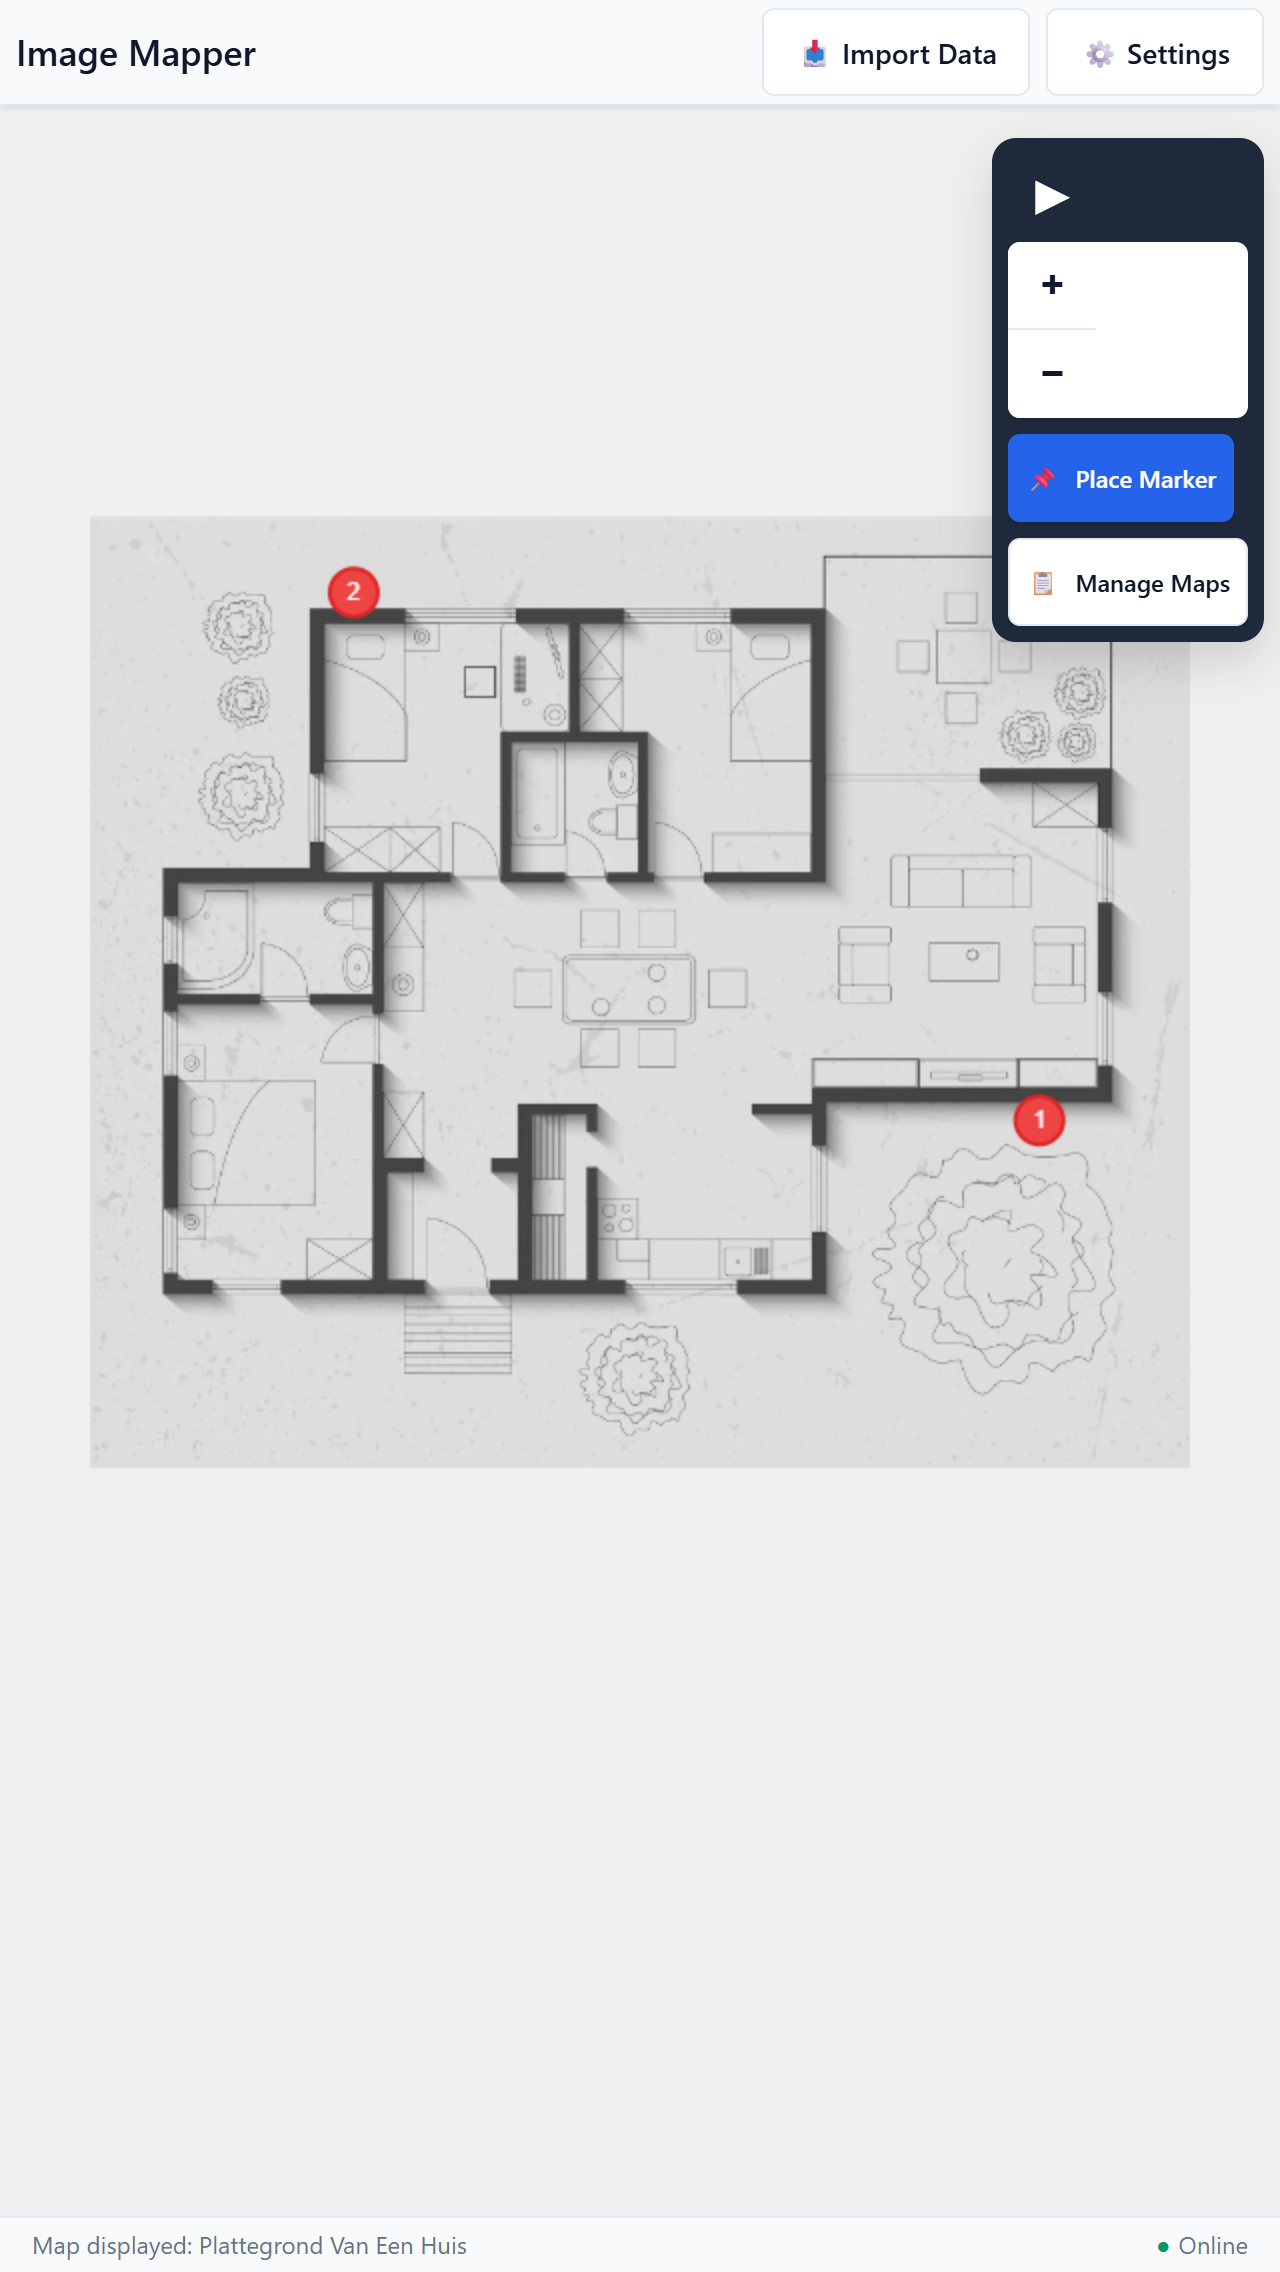 Image Mapper
Import Data
Settings
+
−
Place Marker
Manage Maps
2
1
Map displayed: Plattegrond Van Een Huis
Online